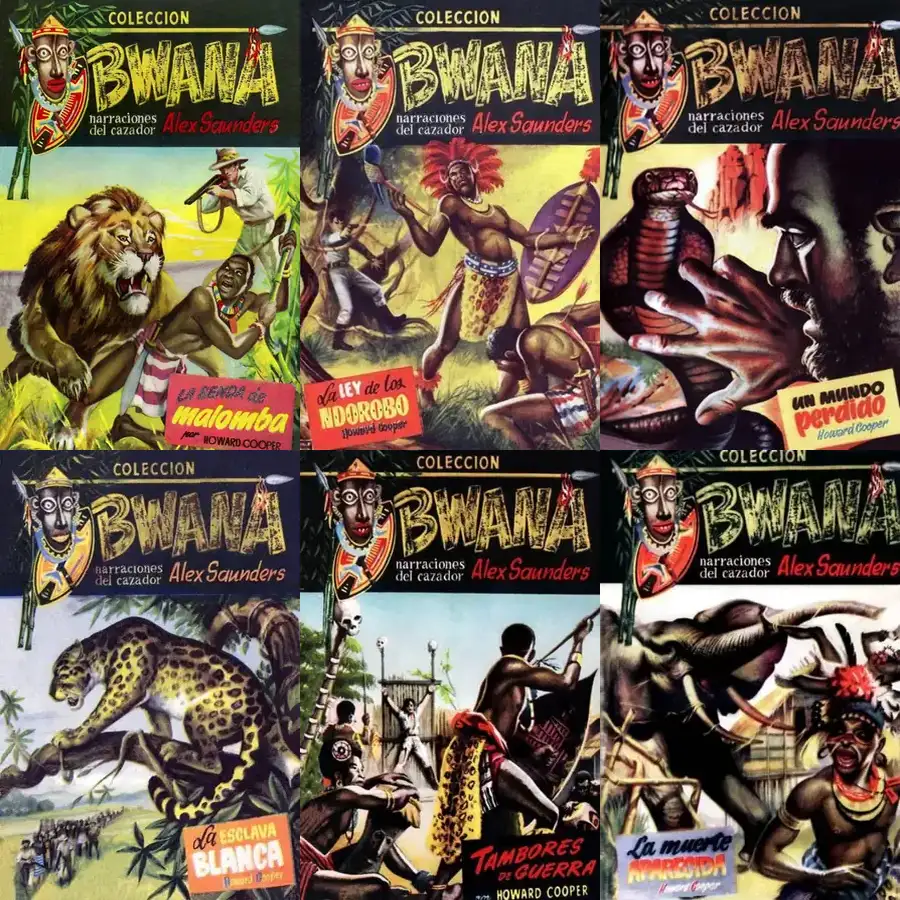 COLECCION
BWANA
narraciones
del cazador Alex Saunders
LA SENDA de
malomba
por HOWARD COOPER
COLECCION
BWANA
narraciones
del cazador Alex Saunders
La LEY de los
NDOROBO
Howard Cooper
COLECCION
BWANA
narraciones
del cazador Alex Saunders
UN MUNDO
perdido
Howard Cooper
COLECCION
BWANA
narraciones
del cazador Alex Saunders
La ESCLAVA
BLANCA
Howard Cooper
COLECCION
BWANA
narraciones
del cazador Alex Saunders
TAMBORES
DE GUERRA
HOWARD COOPER
COLECCION
BWANA
narraciones
del cazador Alex Saunders
La muerte
APARECIDA
Howard Cooper